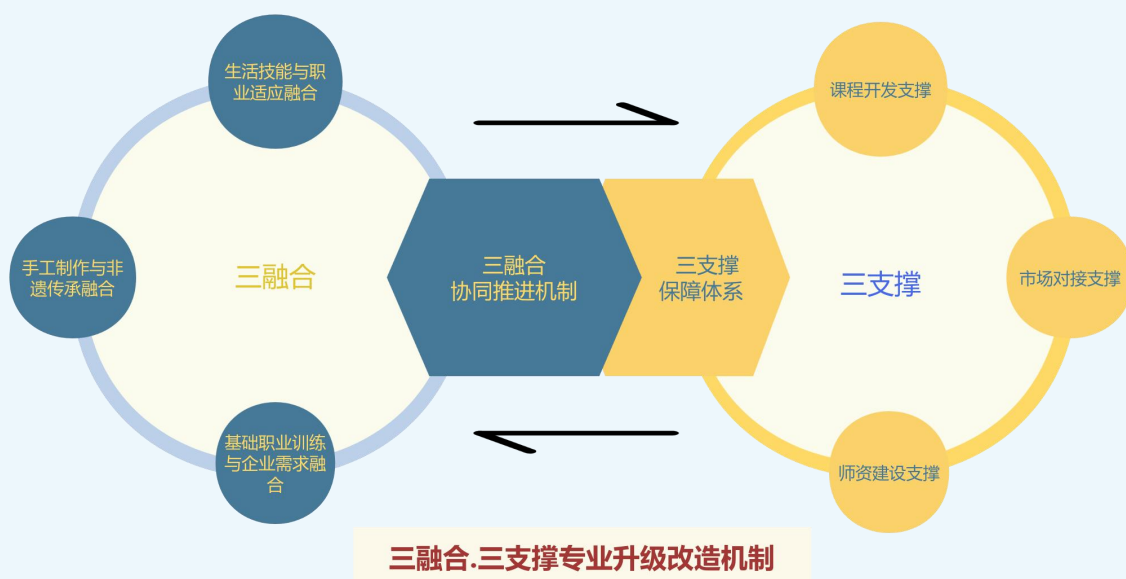 生活技能与职
业适应融合
手工制作与非
遗传承融合
基础职业训练
与企业需求融
合
三融合
三融合
协同推进机制
三支撑
保障体系
三支撑
课程开发支撑
市场对接支撑
师资建设支撑
三融合.三支撑专业升级改造机制